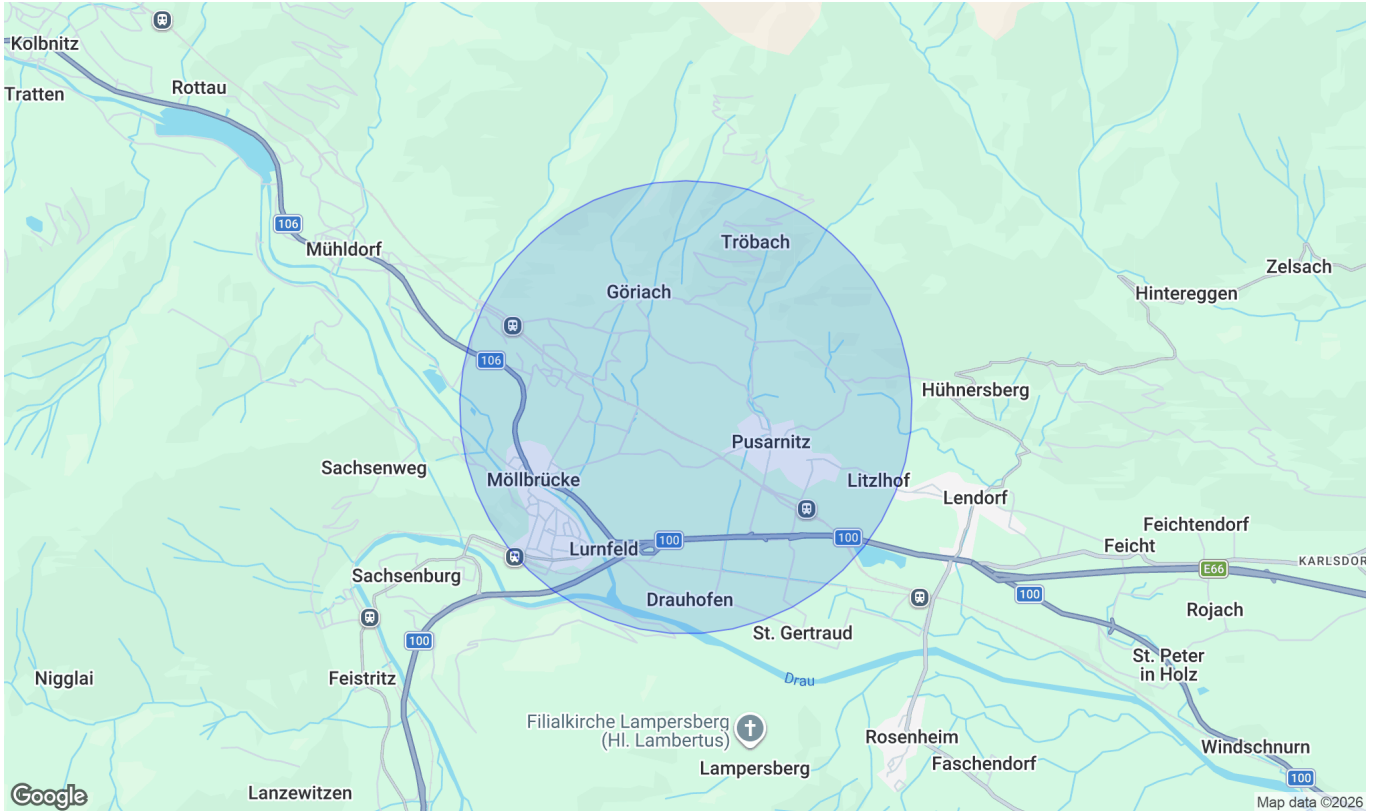 Kolbnitz
Rottau
Tratten
106
Mühldorf
Tröbach
Zelsach
Göriach
Hintereggen
106
Hühnersberg
Pusarnitz
Sachsenweg
Möllbrücke
Litzlhof
Lendorf
Feichtendorf
100
100
Lurnfeld
Feicht
KARLSDOR
E66
Sachsenburg
Drauhofen
100
Rojach
St. Gertraud
100
St. Peter
in Holz
Nigglai
Feistritz
Drau
Filialkirche Lampersberg
(Hl. Lambertus)
Rosenheim
Windschnurn
Lampersberg
Faschendorf
100
Lanzewitzen
Google
Map data ©2026